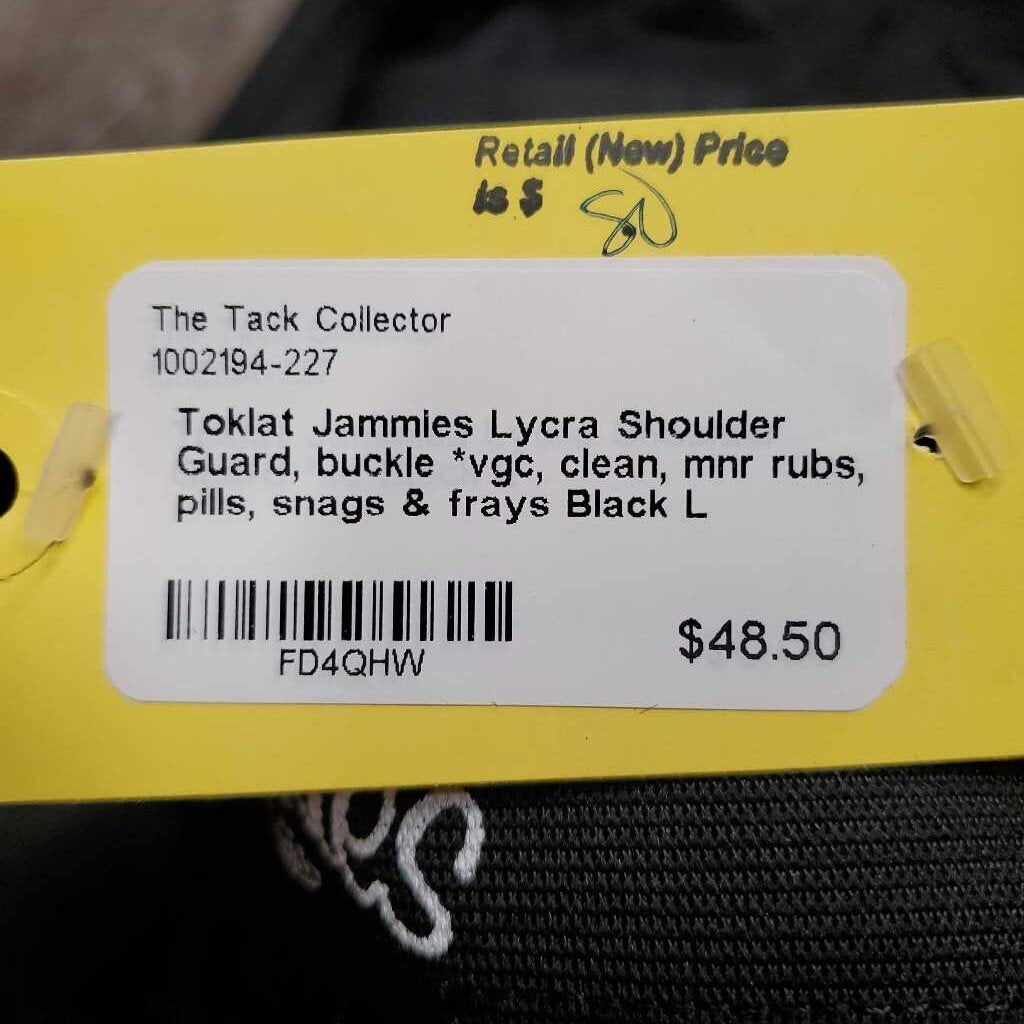 Retail (New) Price
is $ 80
The Tack Collector
1002194-227
Toklat Jammies Lycra Shoulder
Guard, buckle *vgc, clean, mnr rubs,
pills, snags & frays Black L
FD4QHW
$48.50